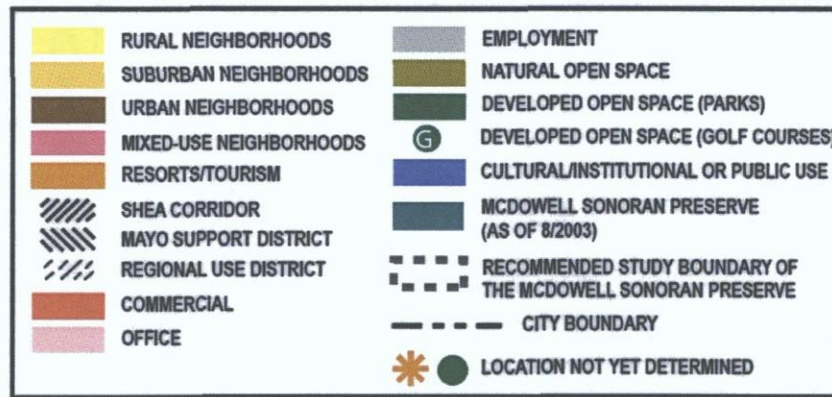 RURAL NEIGHBORHOODS
SUBURBAN NEIGHBORHOODS
URBAN NEIGHBORHOODS
MIXED-USE NEIGHBORHOODS
RESORTS/TOURISM
SHEA CORRIDOR
MAYO SUPPORT DISTRICT
REGIONAL USE DISTRICT
COMMERCIAL
OFFICE
EMPLOYMENT
NATURAL OPEN SPACE
DEVELOPED OPEN SPACE (PARKS)
G DEVELOPED OPEN SPACE (GOLF COURSES)
CULTURAL/INSTITUTIONAL OR PUBLIC USE
MCDOWELL SONORAN PRESERVE
(AS OF 8/2003)
RECOMMENDED STUDY BOUNDARY OF
THE MCDOWELL SONORAN PRESERVE
CITY BOUNDARY
LOCATION NOT YET DETERMINED